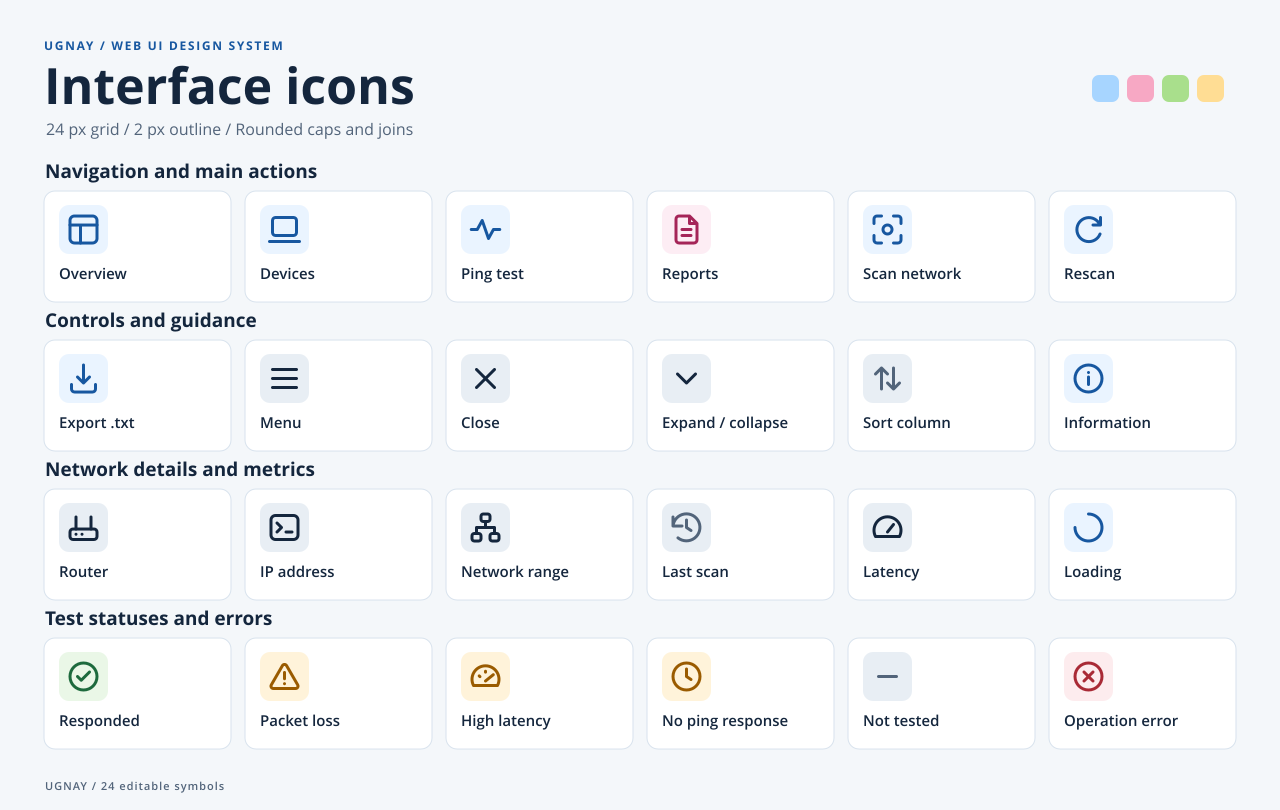 UGNAY / WEB UI DESIGN SYSTEM
Interface icons
24 px grid / 2 px outline / Rounded caps and joins
Navigation and main actions
Overview
Devices
Ping test
Reports
Scan network
Rescan
Controls and guidance
Export .txt
Menu
Close
Expand / collapse
Sort column
Information
Network details and metrics
Router
IP address
Network range
Last scan
Latency
Loading
Test statuses and errors
Responded
Packet loss
High latency
No ping response
Not tested
Operation error
UGNAY / 24 editable symbols